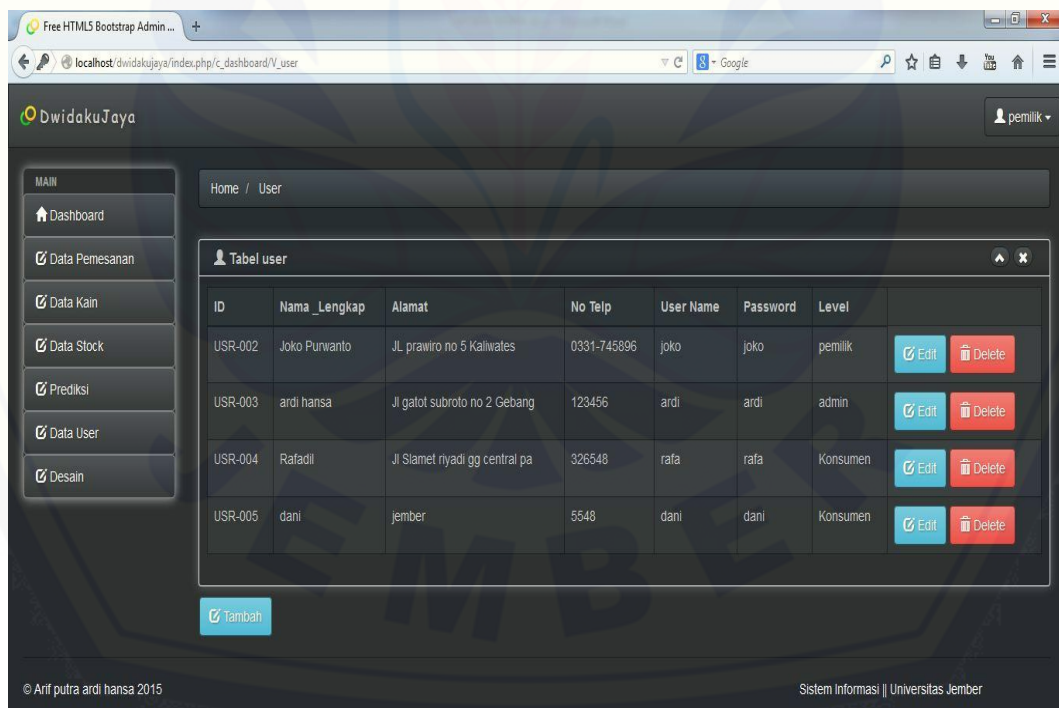 Free HTML5 Bootstrap Admin ...
localhost/dwidakujaya/index.php/c_dashboard/V_user
8 - Google
DwidakuJaya
pemilik
MAIN
Dashboard
Data Pemesanan
Data Kain
Data Stock
Prediksi
Data User
Desain
Home / User
Tabel user
ID Nama _Lengkap Alamat No Telp User Name Password Level
USR-002 Joko Purwanto JL prawiro no 5 Kaliwates 0331-745896 joko joko pemilik Edit Delete
USR-003 ardi hansa Jl gatot subroto no 2 Gebang 123456 ardi ardi admin Edit Delete
USR-004 Rafadil Jl Slamet riyadi gg central pa 326548 rafa rafa Konsumen Edit Delete
USR-005 dani jember 5548 dani dani Konsumen Edit Delete
Tambah
JEMBER
© Arif putra ardi hansa 2015
Sistem Informasi || Universitas Jember